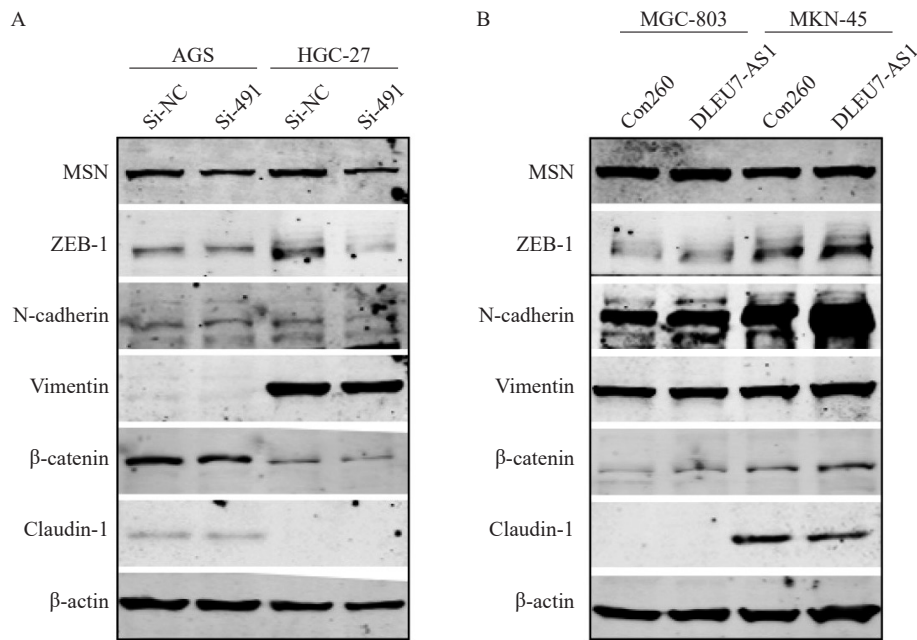 A
AGS HGC-27
Si-NC Si-491 Si-NC Si-491
MSN
ZEB-1
N-cadherin
Vimentin
β-catenin
Claudin-1
β-actin
B
MGC-803 MKN-45
Con260 DLEU7-AS1 Con260 DLEU7-AS1
MSN
ZEB-1
N-cadherin
Vimentin
β-catenin
Claudin-1
β-actin